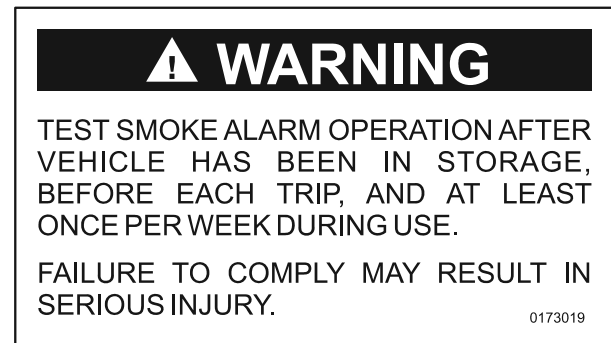 WARNING
TEST SMOKE ALARM OPERATION AFTER
VEHICLE HAS BEEN IN STORAGE,
BEFORE EACH TRIP, AND AT LEAST
ONCE PER WEEK DURING USE.
FAILURE TO COMPLY MAY RESULT IN
SERIOUS INJURY.
0173019